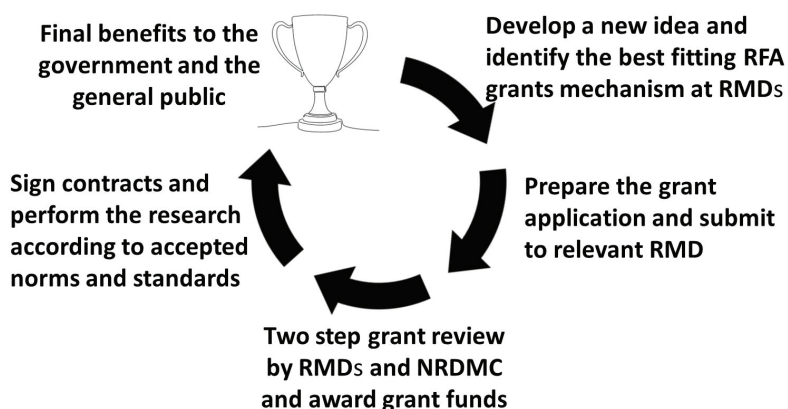 Final benefits to the
government and the
general public
Develop a new idea and
identify the best fitting RFA
grants mechanism at RMDs
Prepare the grant
application and submit
to relevant RMD
Two step grant review
by RMDs and NRDMC
and award grant funds
Sign contracts and
perform the research
according to accepted
norms and standards